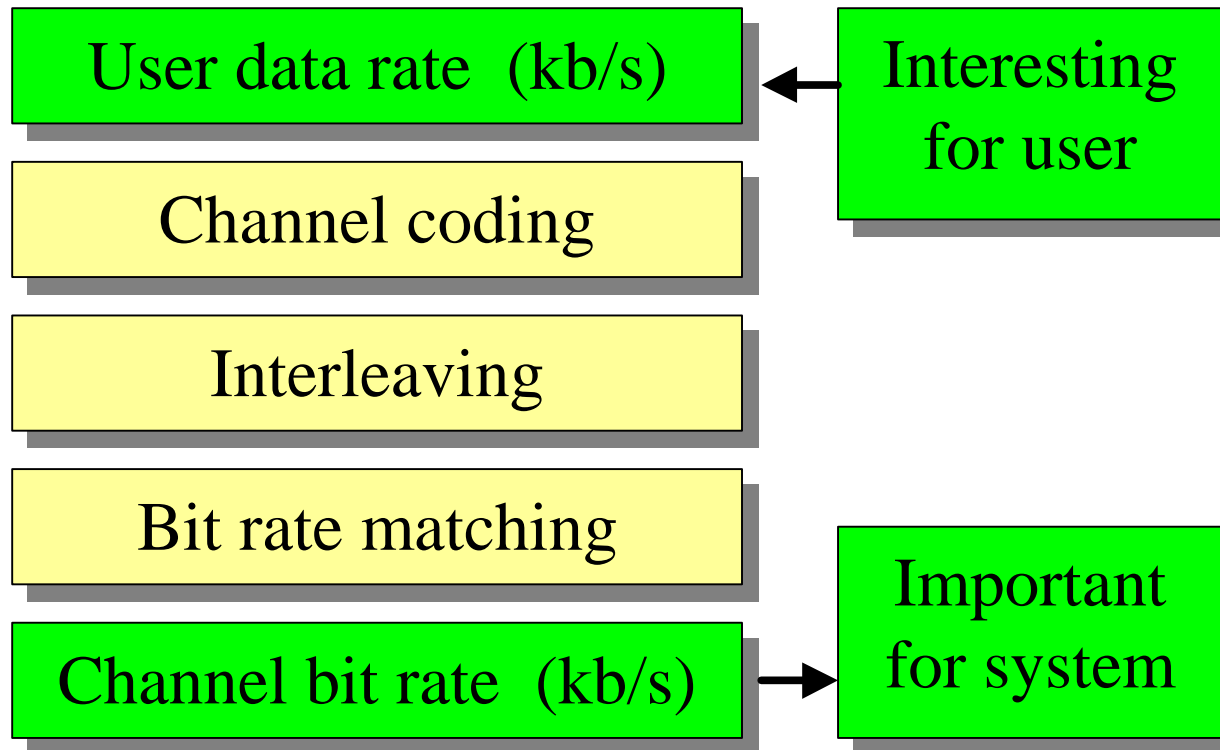 User data rate (kb/s)
Interesting
for user
Channel coding
Interleaving
Bit rate matching
Important
for system
Channel bit rate (kb/s)